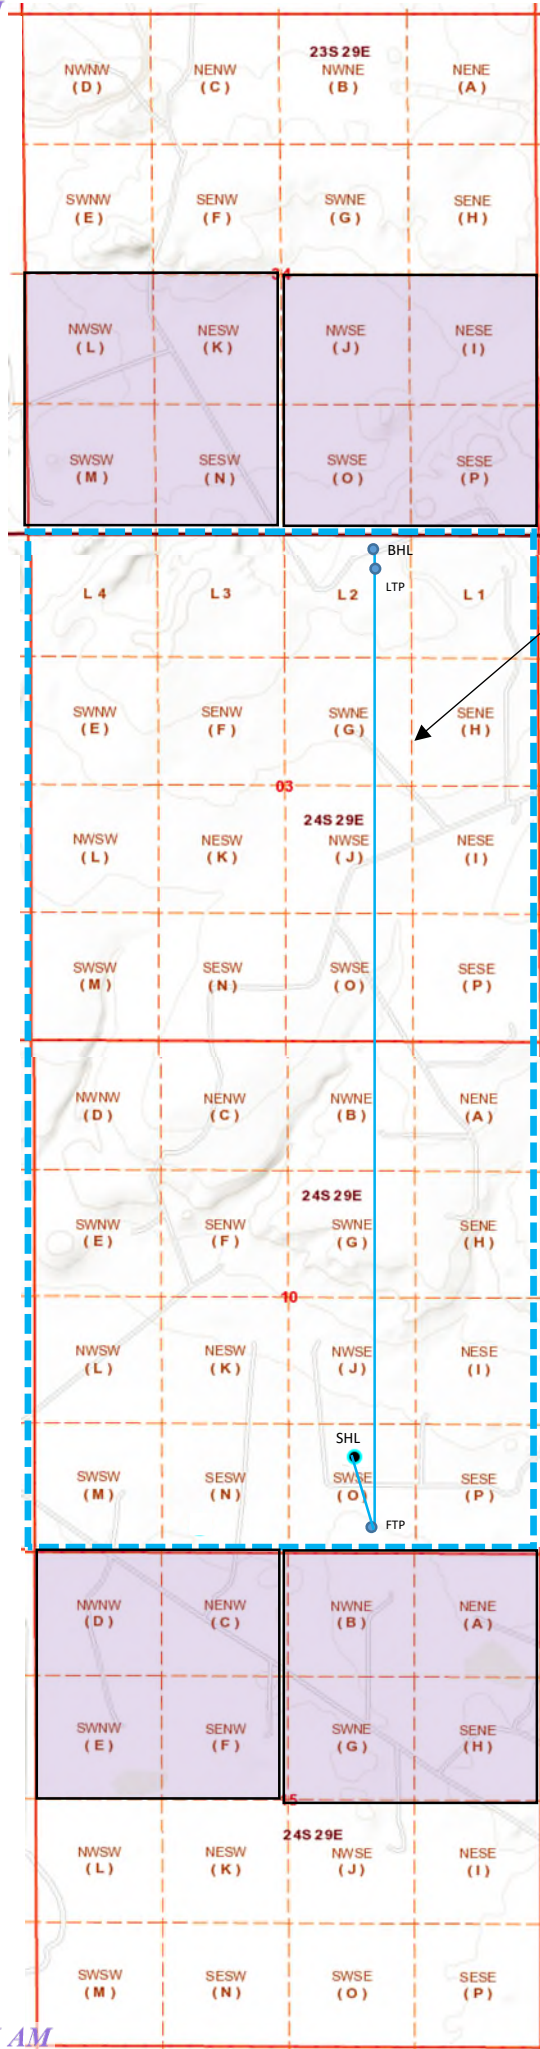 23S 29E
NWNW NENW NWNE NENE
(D) (C) (B) (A)
SWNW SENW SWNE SENE
(E) (F) (G) (H)
NWSW NESW NWSE NESE
(L) (K) (J) (I)
SWSW SESW SWSE SESE
(M) (N) (O) (P)
BHL
LTP
L 4 L 3 L 2 L 1
SWNW SENW SWNE SENE
(E) (F) (G) (H)
03
24S 29E
NWSW NESW NWSE NESE
(L) (K) (J) (I)
SWSW SESW SWSE SESE
(M) (N) (O) (P)
NWNW NENW NWNE NENE
(D) (C) (B) (A)
24S 29E
SWNW SENW SWNE SENE
(E) (F) (G) (H)
10
NWSW NESW NWSE NESE
(L) (K) (J) (I)
SHL
SWSW SESW SWSE SESE
(M) (N) (O) (P)
FTP
NWNW NENW NWNE NENE
(D) (C) (B) (A)
SWNW SENW SWNE SENE
(E) (F) (G) (H)
24S 29E
NWSW NESW NWSE NESE
(L) (K) (J) (I)
SWSW SESW SWSE SESE
(M) (N) (O) (P)
AM